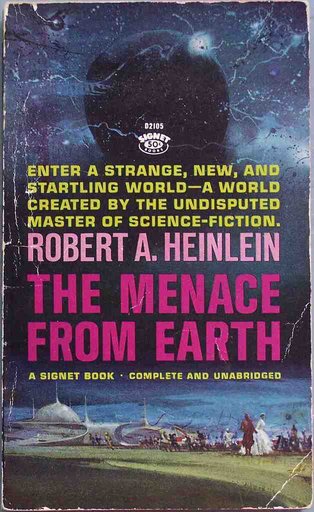 D2105
SIGNET
50¢
BOOKS
ENTER A STRANGE, NEW, AND
STARTLING WORLD—A WORLD
CREATED BY THE UNDISPUTED
MASTER OF SCIENCE-FICTION.
ROBERT A. HEINLEIN
THE MENACE
FROM EARTH
A SIGNET BOOK · COMPLETE AND UNABRIDGED